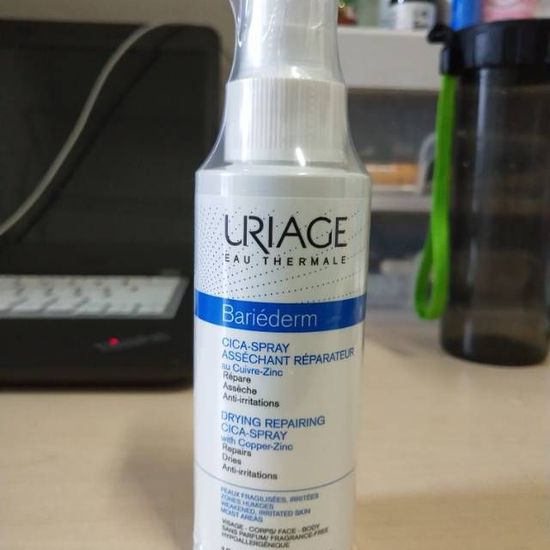 URIAGE
EAU THERMALE
Bariéderm
CICA-SPRAY
ASSÉCHANT RÉPARATEUR
au Cuivre-Zinc
Répare
Assèche
Anti-irritations
DRYING REPAIRING
CICA-SPRAY
with Copper-Zinc
Repairs
Dries
Anti-irritations
PEAUX FRAGILISÉES, IRRITÉES
ZONES HUMIDES
WEAKENED, IRRITATED SKIN
MOIST AREAS
VISAGE - CORPS/ FACE - BODY
SANS PARFUM/ FRAGRANCE-FREE
HYPOALLERGÉNIQUE